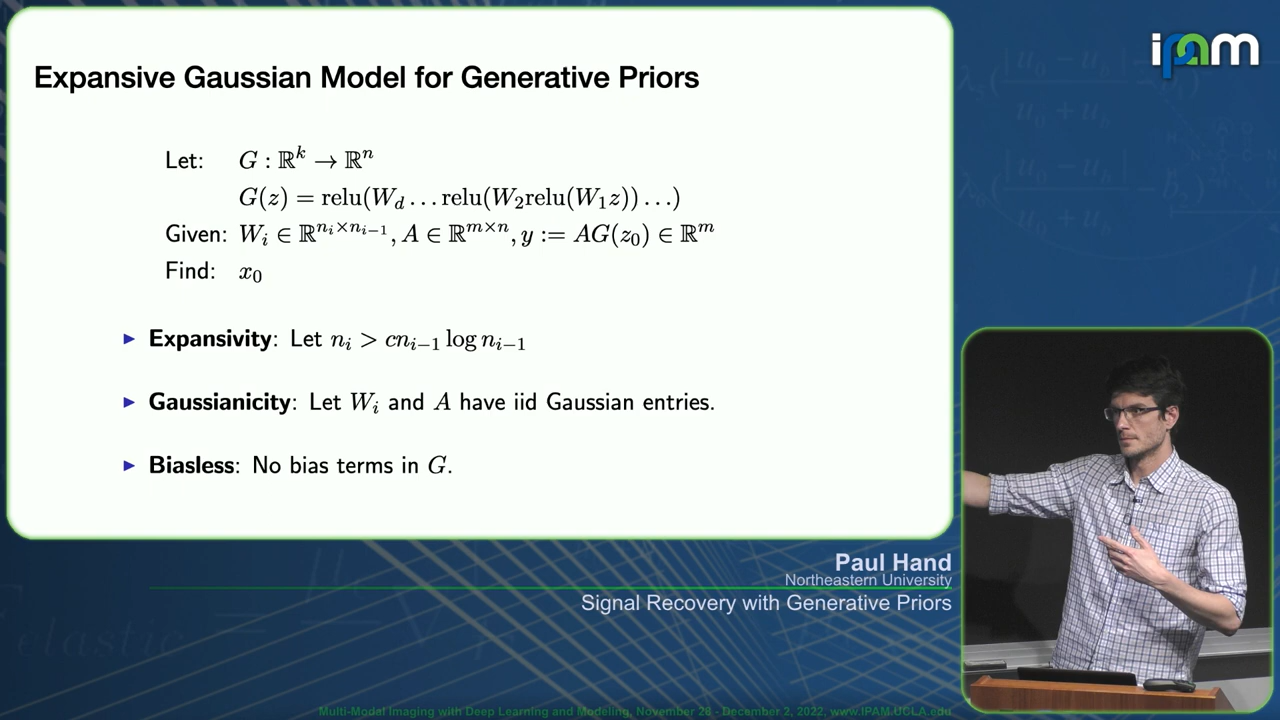 Expansive Gaussian Model for Generative Priors
Let: G : ℝ^k → ℝ^n
G(z) = relu(W_d … relu(W_2relu(W_1z)) …)
Given: W_i ∈ ℝ^{n_i×n_{i−1}}, A ∈ ℝ^{m×n}, y := AG(z_0) ∈ ℝ^m
Find: x_0
▶ Expansivity: Let n_i > cn_{i−1} log n_{i−1}
▶ Gaussianicity: Let W_i and A have iid Gaussian entries.
▶ Biasless: No bias terms in G.
ipam
Paul Hand
Northeastern University
Signal Recovery with Generative Priors
elastic
Multi-Modal Imaging with Deep Learning and Modeling, November 28 - December 2, 2022, www.IPAM.UCLA.edu